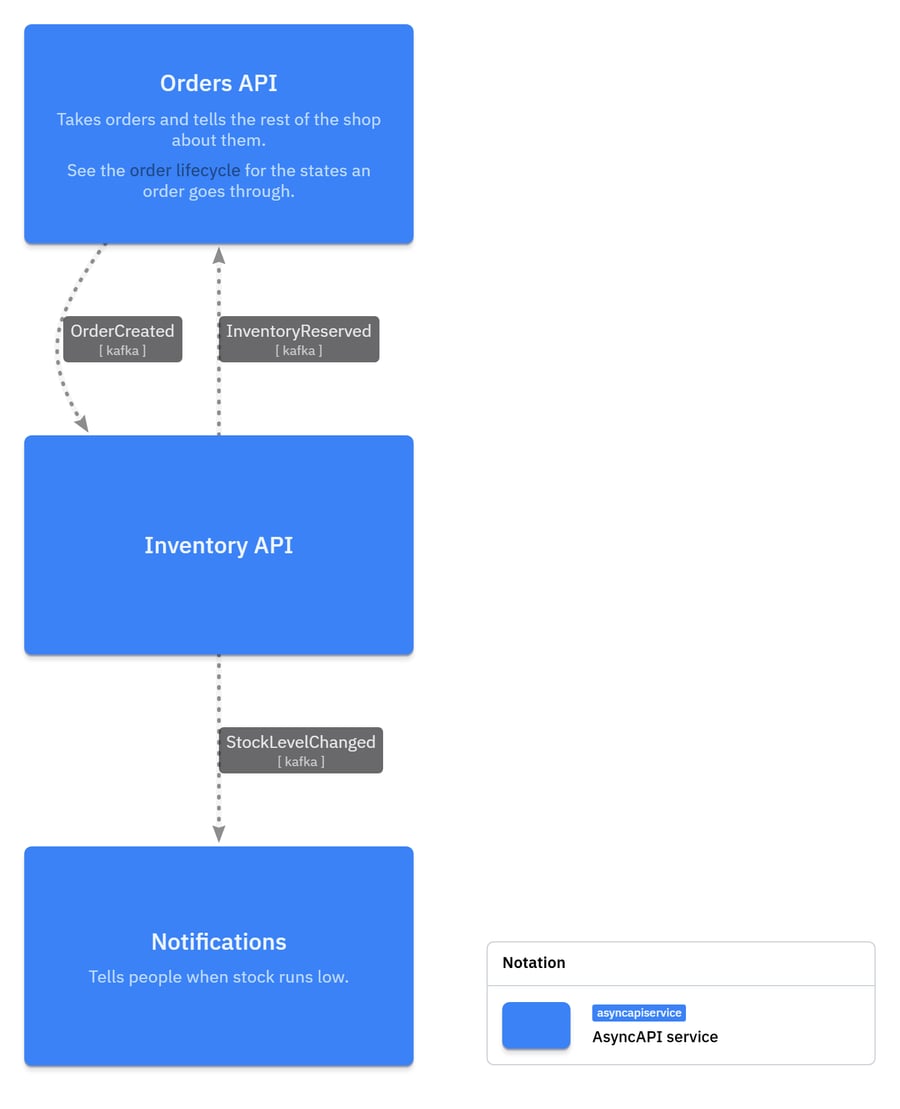 Orders API
Takes orders and tells the rest of the shop
about them.
See the order lifecycle for the states an
order goes through.
OrderCreated
[ kafka ]
InventoryReserved
[ kafka ]
Inventory API
StockLevelChanged
[ kafka ]
Notifications
Tells people when stock runs low.
Notation
asyncapiservice
AsyncAPI service